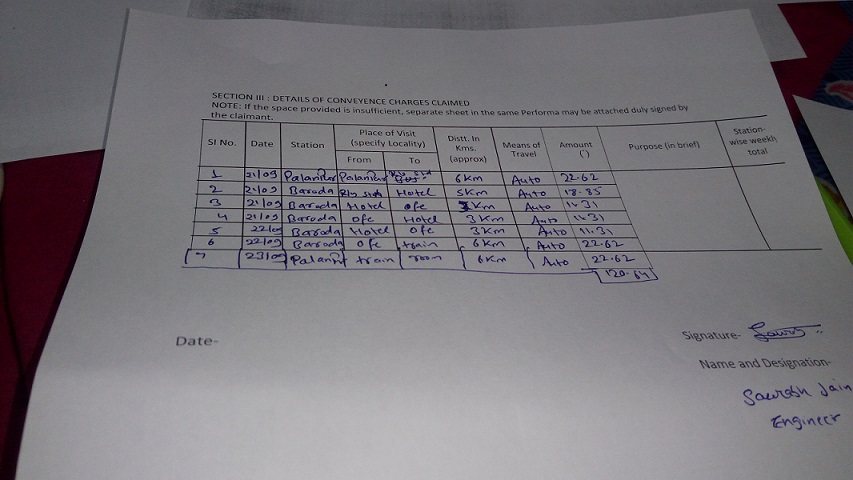 SECTION III : DETAILS OF CONVEYENCE CHARGES CLAIMED
NOTE: If the space provided is insufficient, separate sheet in the same Performa may be attached duly signed by
the claimant.
Sl No. Date Station Place of Visit (specify Locality) From To Distt. In Kms. (approx) Means of Travel Amount (`) Purpose (in brief) Station-wise weekly total
1 21/09 Palanpur Palanpur 6 Km Auto 22.62
2 21/09 Baroda Rly stn Hotel 5 Km Auto 18.85
3 21/09 Baroda Hotel ofc 3 Km Auto 11.31
4 21/09 Baroda ofc Hotel 3 Km Auto 11.31
5 22/09 Baroda Hotel ofc 3 Km Auto 11.31
6 22/09 Baroda ofc train 6 Km Auto 22.62
7 23/09 Palanpur train room 6 Km Auto 22.62
120.64
Date-
Signature-
Name and Designation-
Sourabh Jain
Engineer